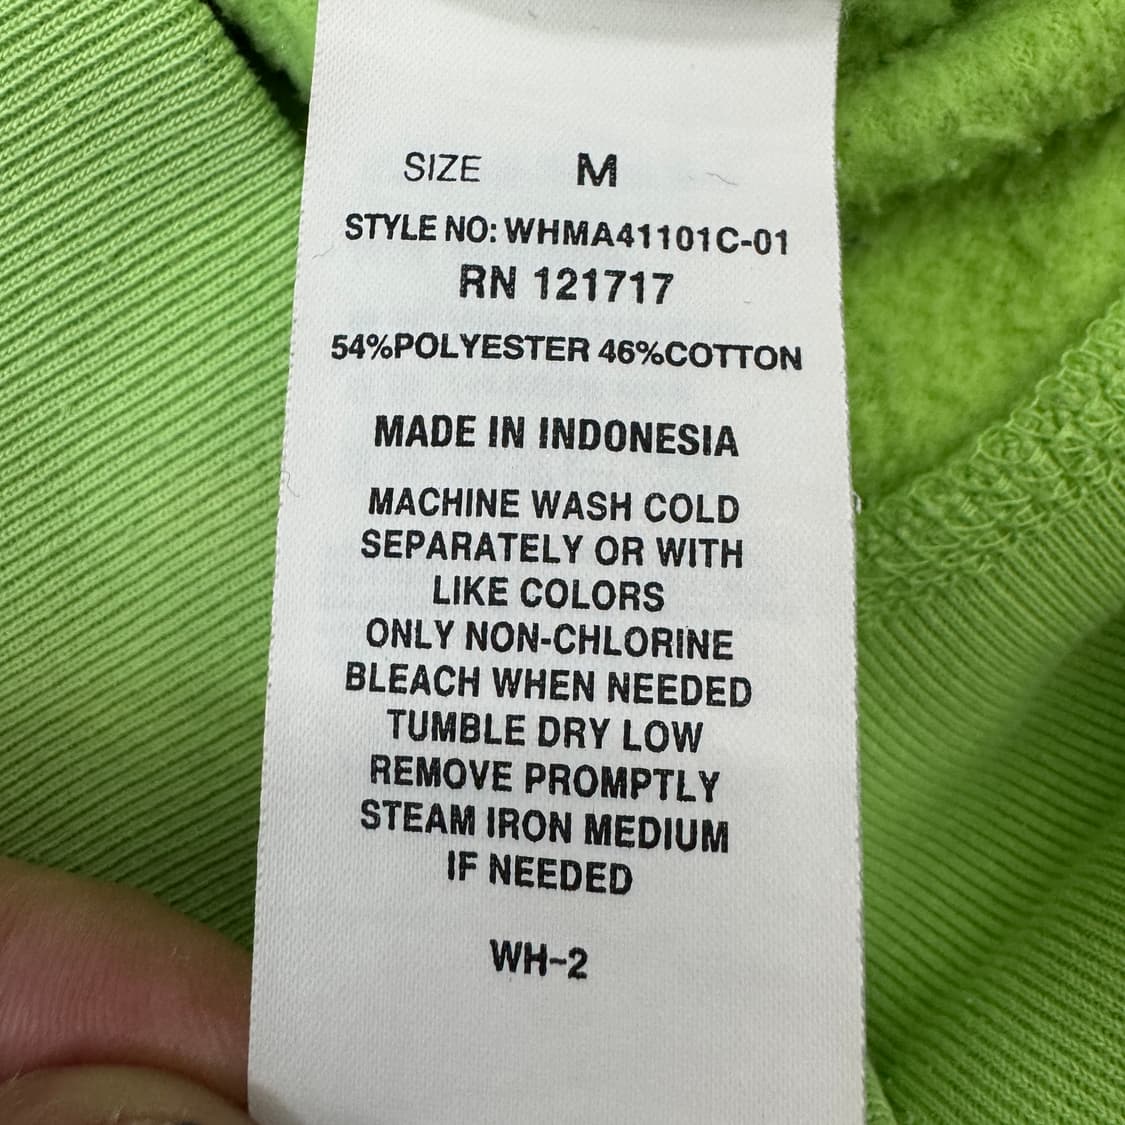 SIZE M
STYLE NO: WHMA41101C-01
RN 121717
54%POLYESTER 46%COTTON
MADE IN INDONESIA
MACHINE WASH COLD
SEPARATELY OR WITH
LIKE COLORS
ONLY NON-CHLORINE
BLEACH WHEN NEEDED
TUMBLE DRY LOW
REMOVE PROMPTLY
STEAM IRON MEDIUM
IF NEEDED
WH-2